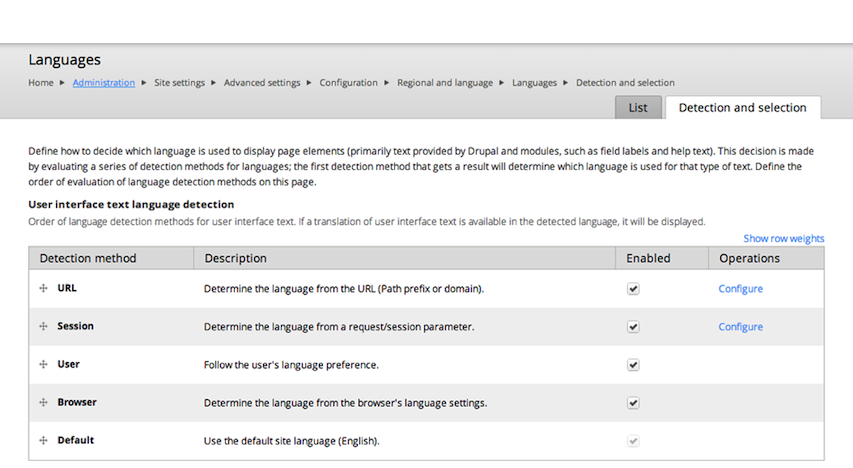 Languages
Home ▸ Administration ▸ Site settings ▸ Advanced settings ▸ Configuration ▸ Regional and language ▸ Languages ▸ Detection and selection
List Detection and selection
Define how to decide which language is used to display page elements (primarily text provided by Drupal and modules, such as field labels and help text). This decision is made
by evaluating a series of detection methods for languages; the first detection method that gets a result will determine which language is used for that type of text. Define the
order of evaluation of language detection methods on this page.
User interface text language detection
Order of language detection methods for user interface text. If a translation of user interface text is available in the detected language, it will be displayed.
Show row weights
Detection method Description Enabled Operations
URL Determine the language from the URL (Path prefix or domain). Configure
Session Determine the language from a request/session parameter. Configure
User Follow the user's language preference.
Browser Determine the language from the browser's language settings.
Default Use the default site language (English).